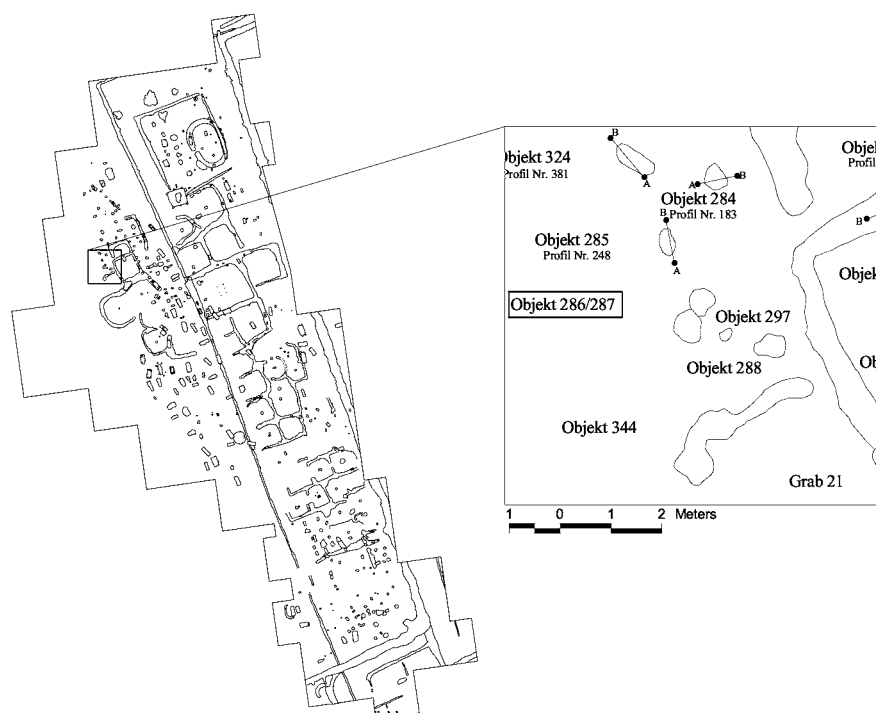 B
Objekt 324
Profil Nr. 381
A
A
B
Objekt 284
Profil Nr. 183
B
Objekt 285
Profil Nr. 248
A
B
Objekt 286/287
Objekt 297
Objekt 288
Objekt 344
Grab 21
1 0 1 2 Meters